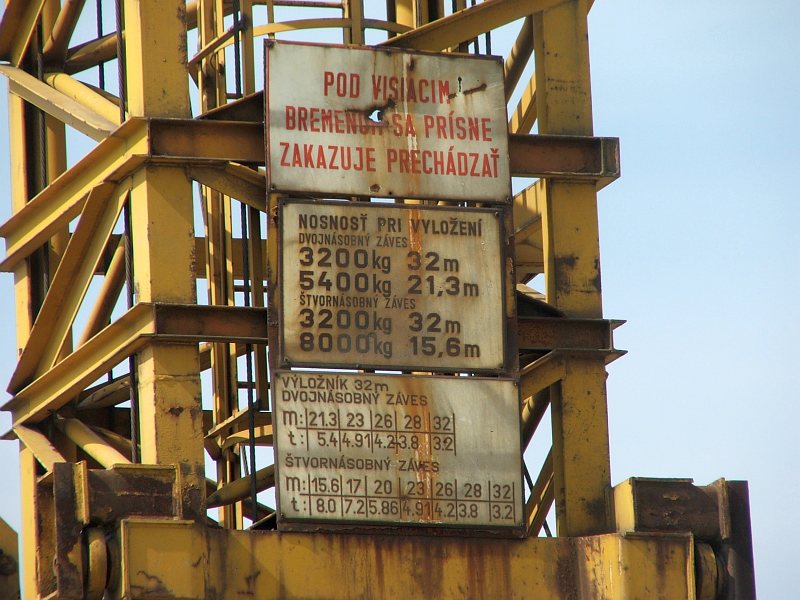 POD VISIACIM
BREMENOM SA PRÍSNE
ZAKAZUJE PRECHÁDZAŤ
NOSNOSŤ PRI VYLOŽENÍ
DVOJNÁSOBNÝ ZÁVES
3200kg 32m
5400kg 21,3m
ŠTVORNÁSOBNÝ ZÁVES
3200kg 32m
8000kg 15,6m
VÝLOŽNÍK 32m
DVOJNÁSOBNÝ ZÁVES
m: 21.3 23 26 28 32
t: 5.4 4.91 4.2 3.8 3.2
ŠTVORNÁSOBNÝ ZÁVES
m: 15.6 17 20 23 26 28 32
t: 8.0 7.2 5.86 4.91 4.2 3.8 3.2